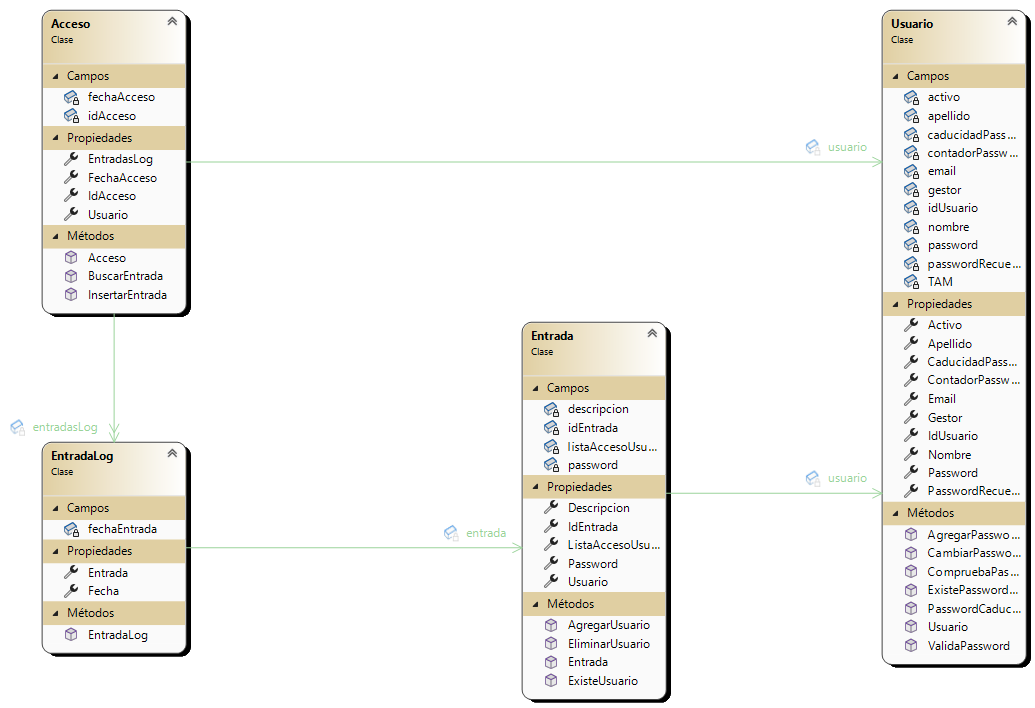 Acceso
Clase
Campos
fechaAcceso
idAcceso
Propiedades
EntradasLog
FechaAcceso
IdAcceso
Usuario
Métodos
Acceso
BuscarEntrada
InsertarEntrada
usuario
entradasLog
EntradaLog
Clase
Campos
fechaEntrada
Propiedades
Entrada
Fecha
Métodos
EntradaLog
entrada
Entrada
Clase
Campos
descripcion
idEntrada
listaAccesoUsu...
password
Propiedades
Descripcion
IdEntrada
ListaAccesoUsu...
Password
Usuario
Métodos
AgregarUsuario
EliminarUsuario
Entrada
ExisteUsuario
usuario
Usuario
Clase
Campos
activo
apellido
caducidadPass...
contadorPassw...
email
gestor
idUsuario
nombre
password
passwordRecue...
TAM
Propiedades
Activo
Apellido
CaducidadPass...
ContadorPassw...
Email
Gestor
IdUsuario
Nombre
Password
PasswordRecue...
Métodos
AgregarPasswo...
CambiarPasswo...
CompruebaPas...
ExistePassword...
PasswordCaduc...
Usuario
ValidaPassword